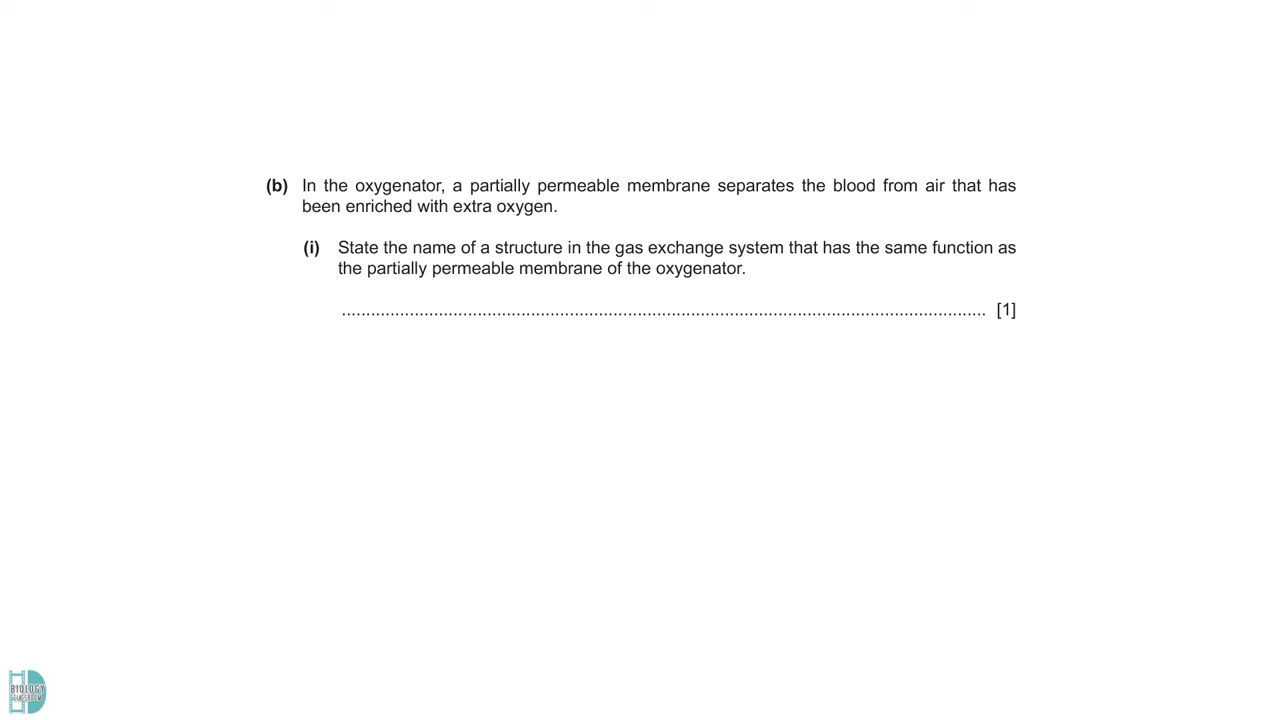 (b) In the oxygenator, a partially permeable membrane separates the blood from air that has
been enriched with extra oxygen.
(i) State the name of a structure in the gas exchange system that has the same function as
the partially permeable membrane of the oxygenator.
.................................................................................................................................... [1]
BIOLOGY
CLASSROOM